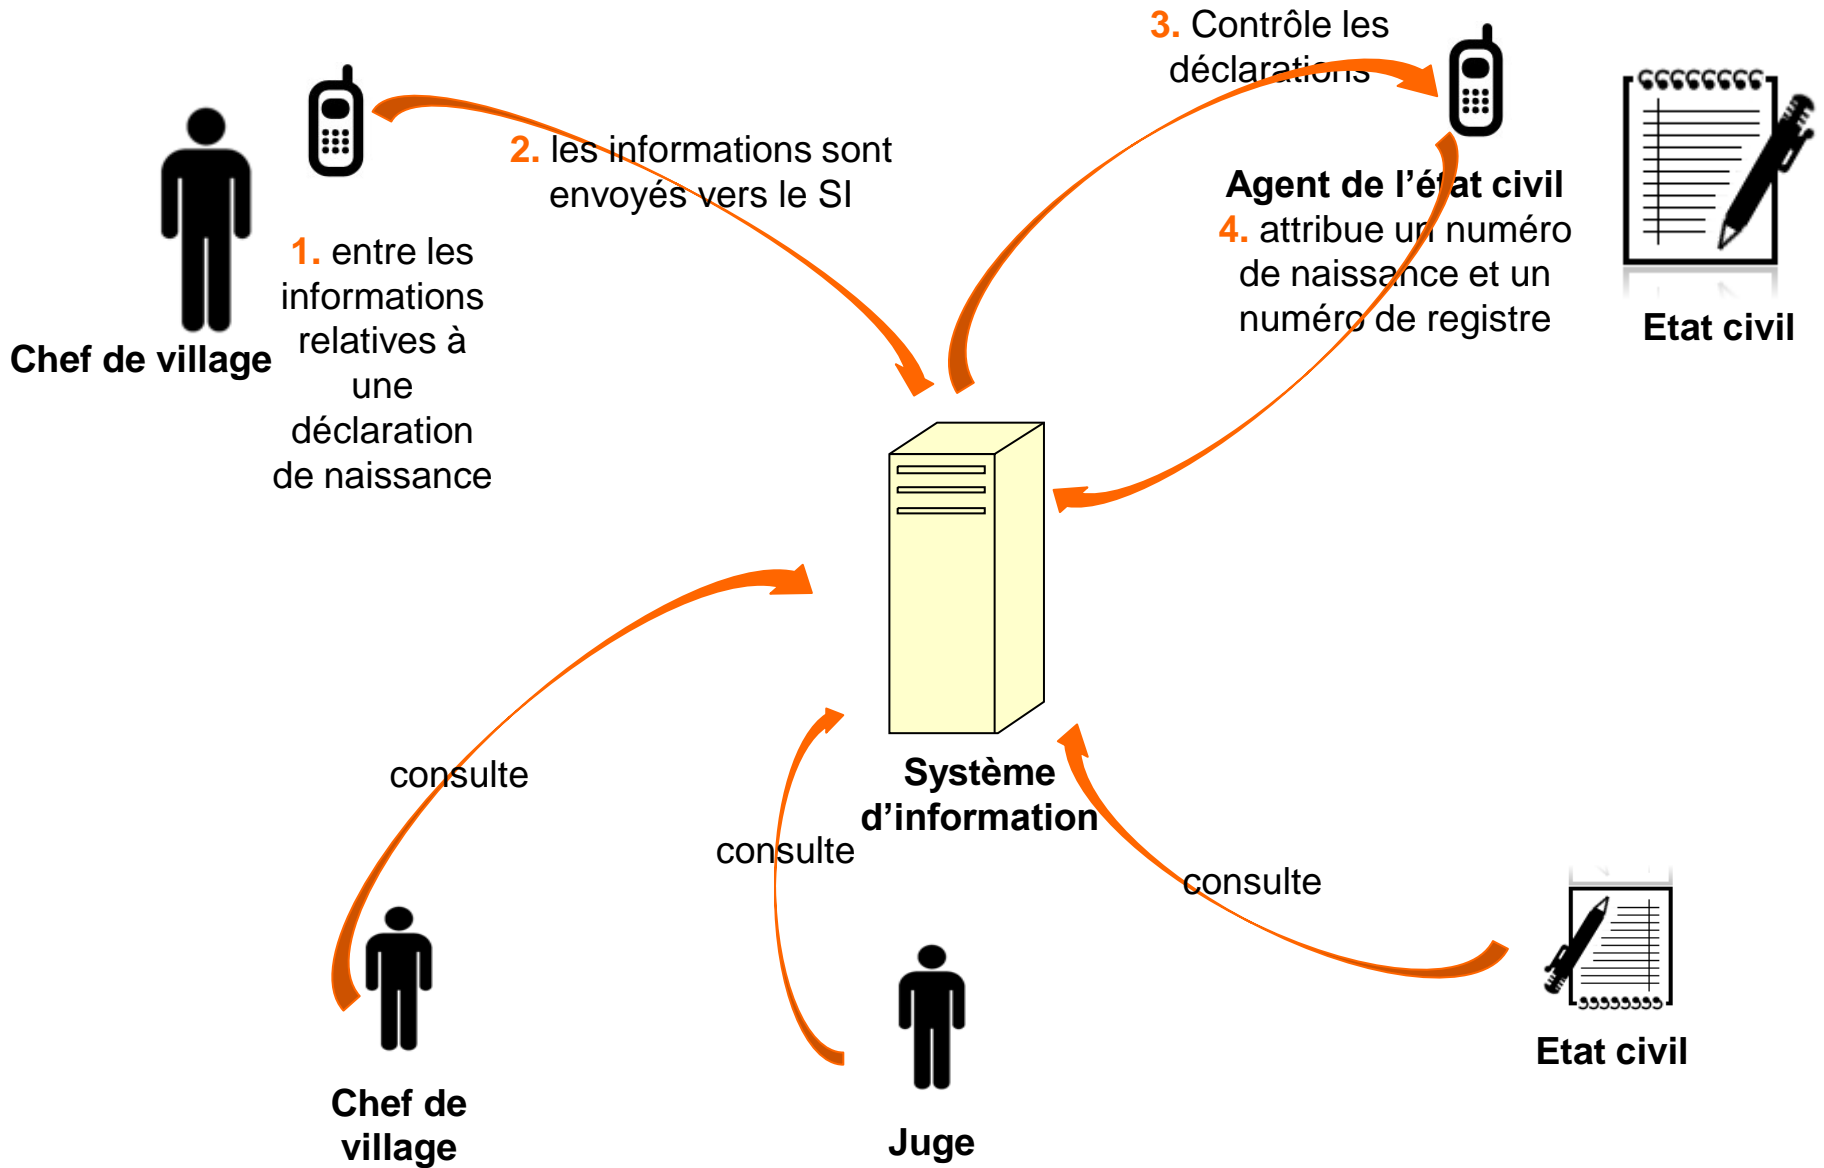 Chef de village
1. entre les
informations
relatives à
une
déclaration
de naissance
2. les informations sont
envoyés vers le SI
3. Contrôle les
déclarations
Agent de l'état civil
4. attribue un numéro
de naissance et un
numéro de registre
Etat civil
Système
d'information
consulte
consulte
consulte
Chef de
village
Juge
Etat civil